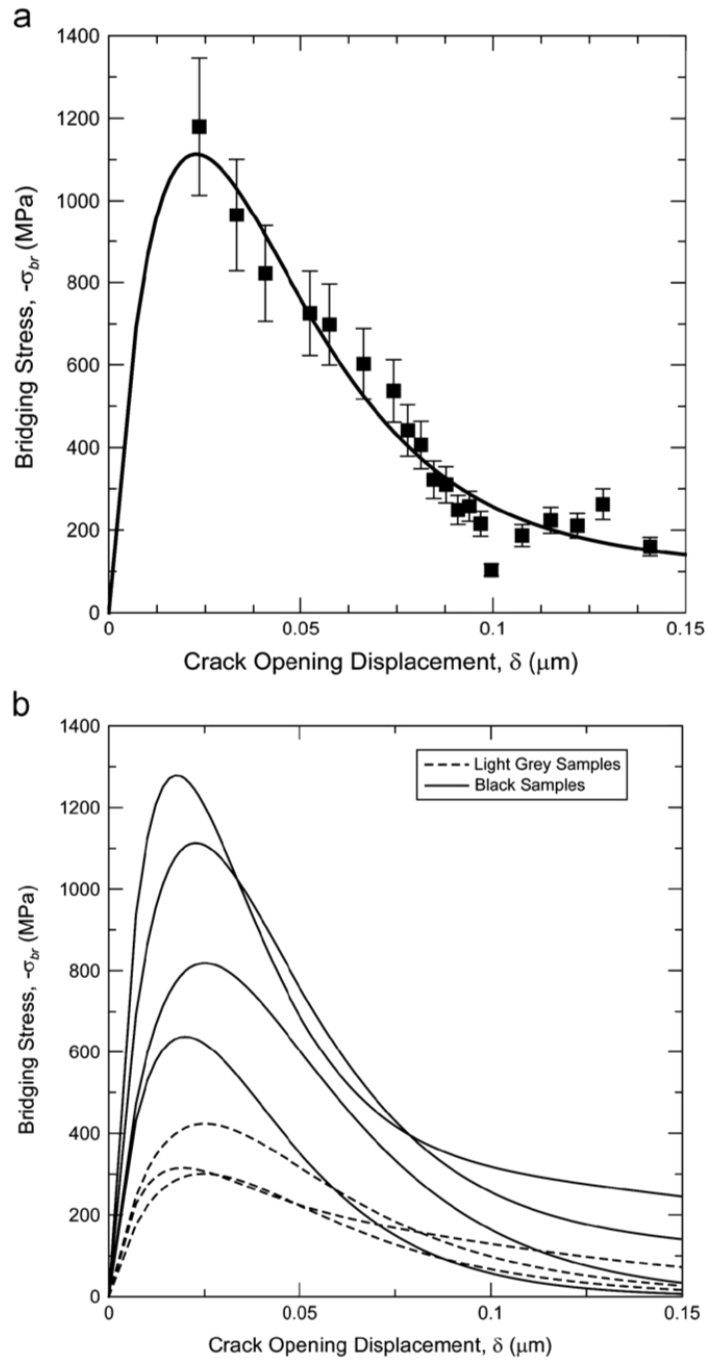 a
1400
1200
1000
800
600
400
200
0
Bridging Stress, -σbr (MPa)
0 0.05 0.1 0.15
Crack Opening Displacement, δ (μm)
b
1400
1200
1000
800
600
400
200
0
Bridging Stress, -σbr (MPa)
Light Grey Samples
Black Samples
0 0.05 0.1 0.15
Crack Opening Displacement, δ (μm)